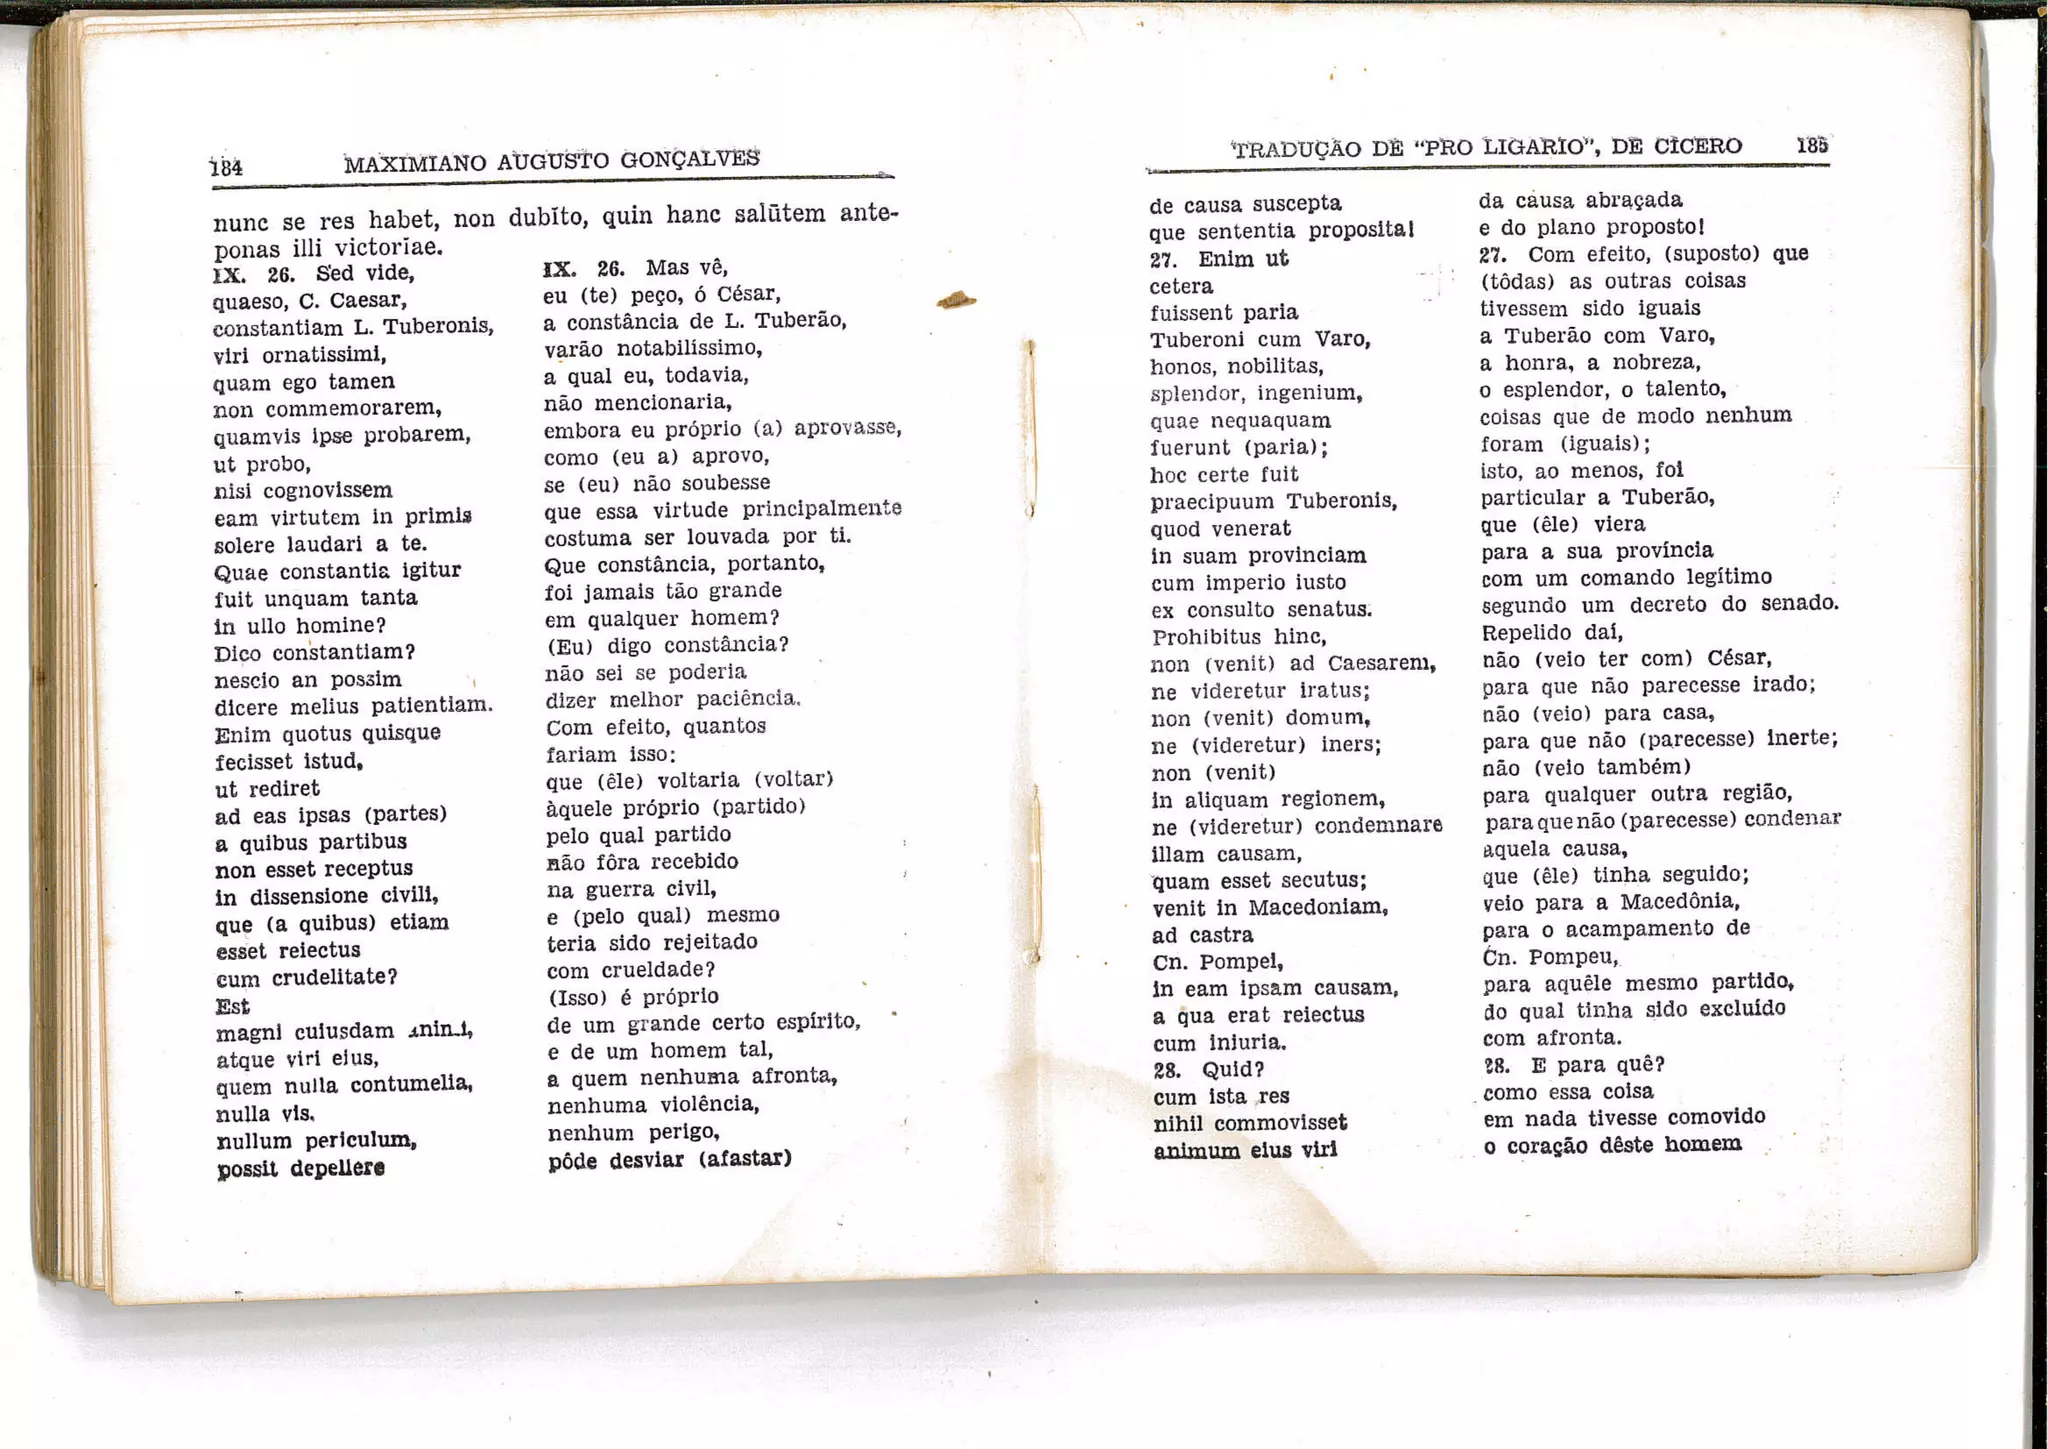 184 MAXIMIANO AUGUSTO GONÇALVES
nunc se res habet, non dubĭto, quin hanc salūtem ante-
ponas illi victorĭae.
IX. 26. Sed vide,
quaeso, C. Caesar,
constantiam L. Tuberonis,
viri ornatissimi,
quam ego tamen
non commemorarem,
quamvis ipse probarem,
ut probo,
nisi cognovissem
eam virtutem in primis
solere laudari a te.
Quae constantia igitur
fuit unquam tanta
in ullo homine?
Dico constantiam?
nescio an possim
dicere melius patientiam.
Enim quotus quisque
fecisset istud,
ut rediret
ad eas ipsas (partes)
a quibus partibus
non esset receptus
in dissensione civili,
que (a quibus) etiam
esset reiectus
cum crudelitate?
Est
magni cuiusdam
atque viri eius,
quem nulla contumelia,
nulla vis,
nullum periculum,
possit depellere
IX. 26. Mas vê,
eu (te) peço, ó César,
a constância de L. Tuberão,
varão notabilíssimo,
a qual eu, todavia,
não mencionaria,
embora eu próprio (a) aprovasse,
como (eu a) aprovo,
se (eu) não soubesse
que essa virtude principalmente
costuma ser louvada por ti.
Que constância, portanto,
foi jamais tão grande
em qualquer homem?
(Eu) digo constância?
não sei se poderia
dizer melhor paciência.
Com efeito, quantos
fariam isso:
que (êle) voltaria (voltar)
àquele próprio (partido)
pelo qual partido
não fôra recebido
na guerra civil,
e (pelo qual) mesmo
teria sido rejeitado
com crueldade?
(Isso) é próprio
de um grande certo espírito,
e de um homem tal,
a quem nenhuma afronta,
nenhuma violência,
nenhum perigo,
pôde desviar (afastar)
TRADUÇÃO DE "PRO LIGARIO", DE CÍCERO 185
de causa suscepta
que sententia proposita!
27. Enim ut
cetera
fuissent paria
Tuberoni cum Varo,
honos, nobilitas,
splendor, ingenium,
quae nequaquam
fuerunt (paria);
hoc certe fuit
praecipuum Tuberonis,
quod venerat
in suam provinciam
cum imperio iusto
ex consulto senatus.
Prohibitus hinc,
non (venit) ad Caesarem,
ne videretur iratus;
non (venit) domum,
ne (videretur) iners;
non (venit)
in aliquam regionem,
ne (videretur) condemnare
illam causam,
quam esset secutus;
venit in Macedoniam,
ad castra
Cn. Pompei,
in eam ipsam causam,
a qua erat reiectus
cum iniuria.
28. Quid?
cum ista res
nihil commovisset
animum eius viri
da causa abraçada
e do plano proposto!
27. Com efeito, (suposto) que
(tôdas) as outras coisas
tivessem sido iguais
a Tuberão com Varo,
a honra, a nobreza,
o esplendor, o talento,
coisas que de modo nenhum
foram (iguais);
isto, ao menos, foi
particular a Tuberão,
que (êle) viera
para a sua província
com um comando legítimo
segundo um decreto do senado.
Repelido daí,
não (veio ter com) César,
para que não parecesse irado;
não (veio) para casa,
para que não (parecesse) inerte;
não (veio também)
para qualquer outra região,
para que não (parecesse) condenar
aquela causa,
que (êle) tinha seguido;
veio para a Macedônia,
para o acampamento de
Cn. Pompeu,
para aquêle mesmo partido,
do qual tinha sido excluído
com afronta.
28. E para quê?
como essa coisa
em nada tivesse comovido
o coração dêste homem